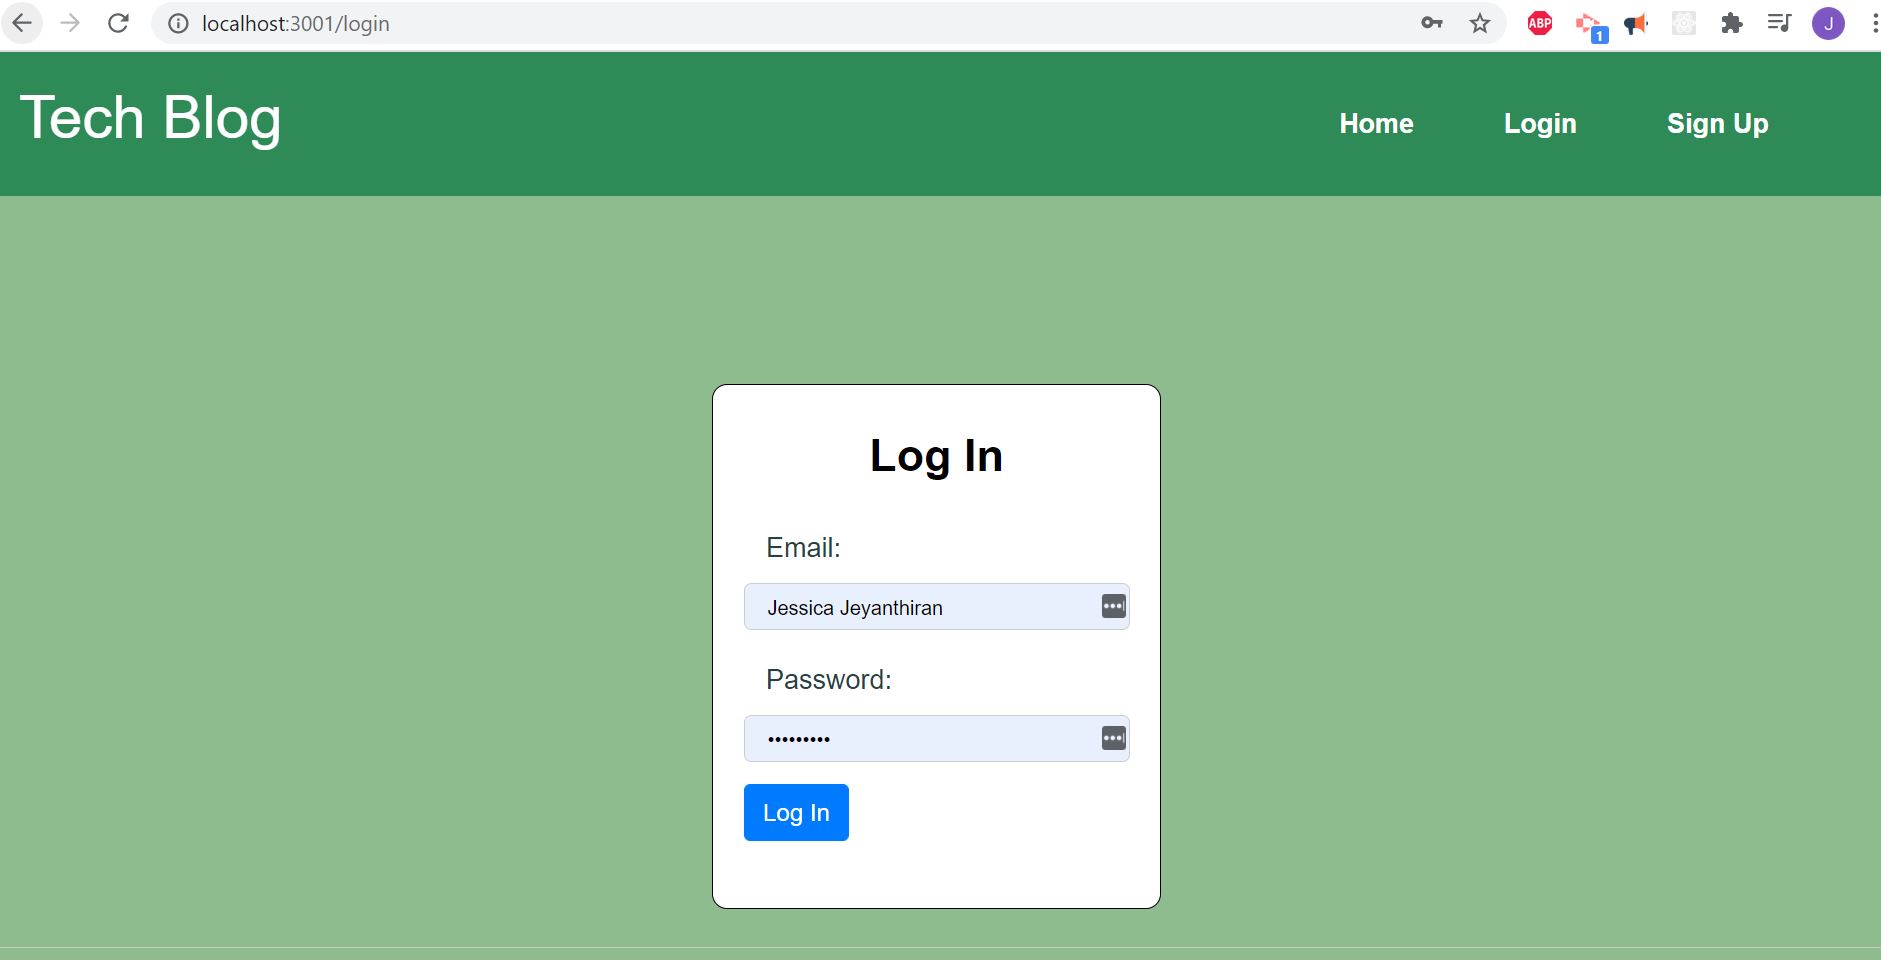 localhost:3001/login
ABP
1
J
Tech Blog
Home Login Sign Up
Log In
Email:
Jessica Jeyanthiran
Password:
•••••••••
Log In